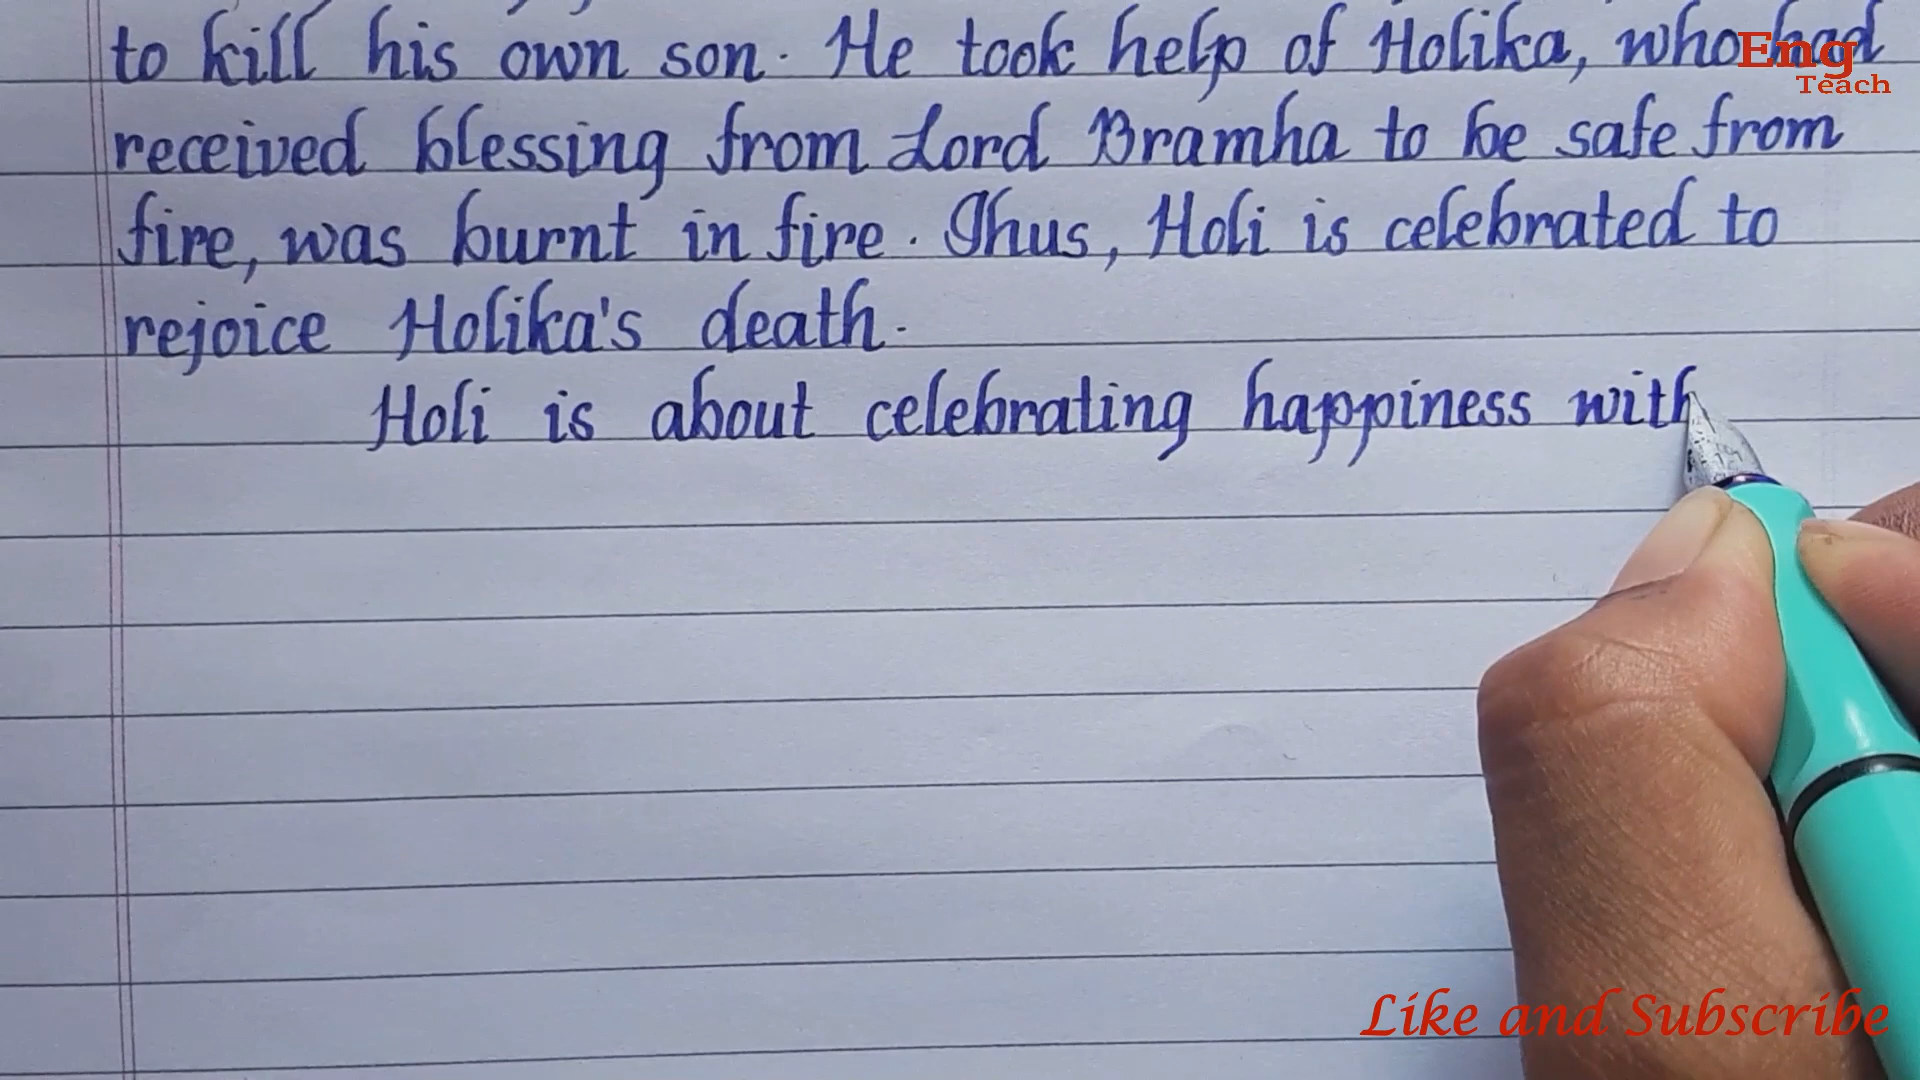 to kill his own son. He took help of Holika, who had
received blessing from Lord Bramha to be safe from
fire, was burnt in fire. Thus, Holi is celebrated to
rejoice Holika's death.
Holi is about celebrating happiness with
Eng
Teach
Like and Subscribe